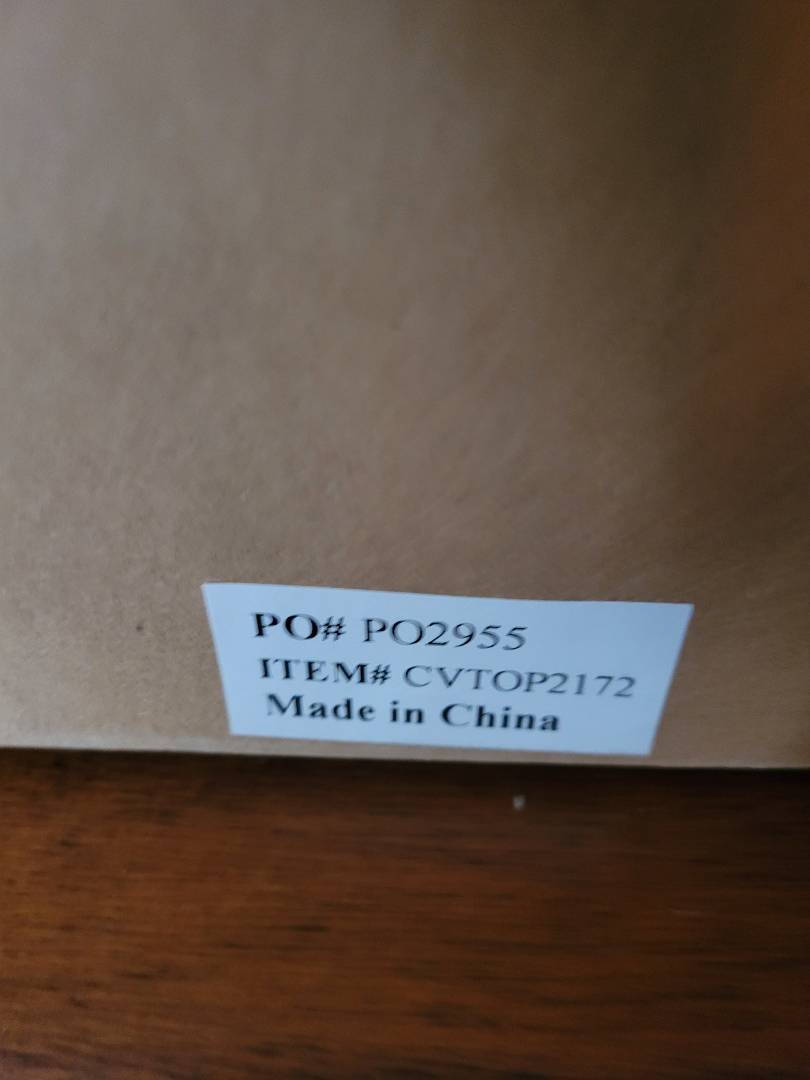 PO# PO2955
ITEM# CVTOP2172
Made in China